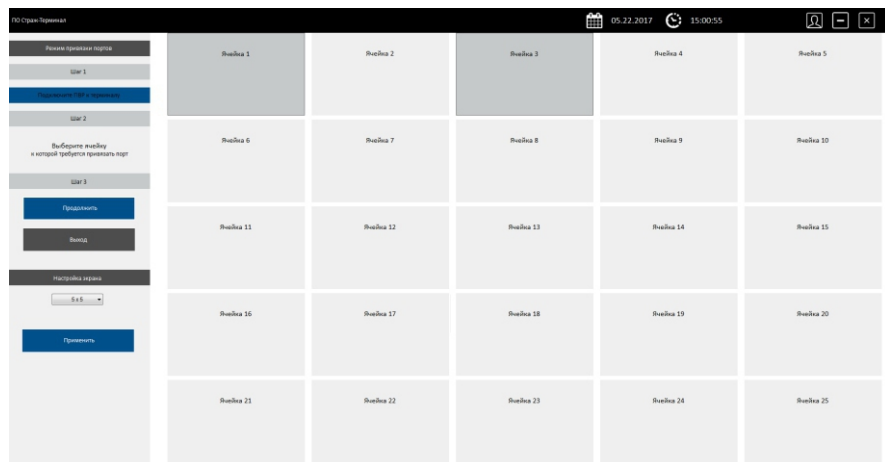 ПО Страж-Терминал
05.22.2017
15:00:55
Режим привязки портов
Шаг 1
Подключите ПВР к терминалу
Шаг 2
Выберите ячейку
к которой требуется привязать порт
Шаг 3
Продолжить
Выход
Настройка экрана
5 x 5
Применить
Ячейка 1
Ячейка 2
Ячейка 3
Ячейка 4
Ячейка 5
Ячейка 6
Ячейка 7
Ячейка 8
Ячейка 9
Ячейка 10
Ячейка 11
Ячейка 12
Ячейка 13
Ячейка 14
Ячейка 15
Ячейка 16
Ячейка 17
Ячейка 18
Ячейка 19
Ячейка 20
Ячейка 21
Ячейка 22
Ячейка 23
Ячейка 24
Ячейка 25